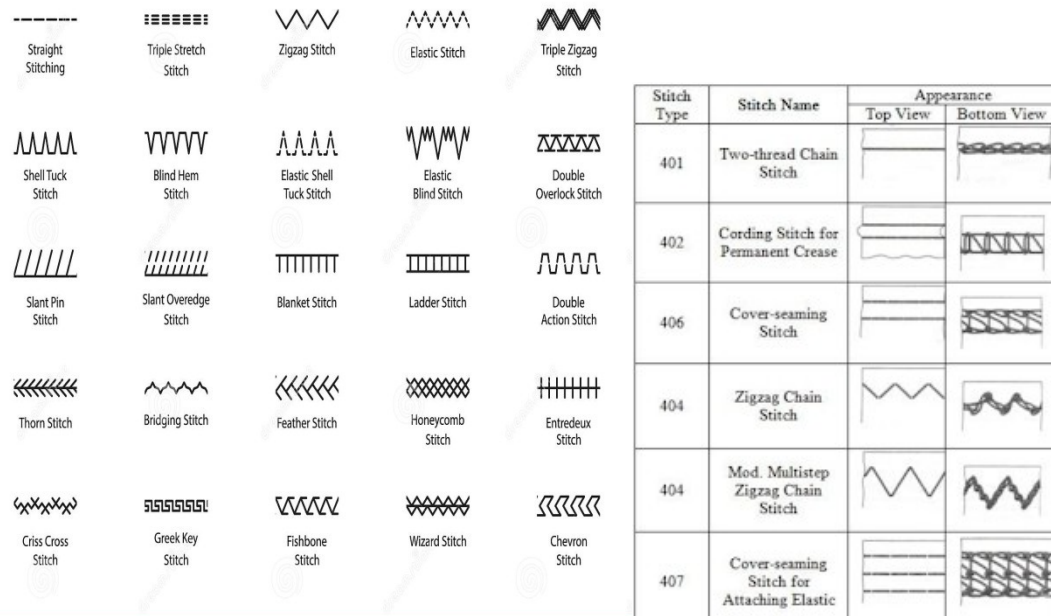 Straight
Stitching
Triple Stretch
Stitch
Zigzag Stitch
Elastic Stitch
Triple Zigzag
Stitch
Shell Tuck
Stitch
Blind Hem
Stitch
Elastic Shell
Tuck Stitch
Elastic
Blind Stitch
Double
Overlock Stitch
Slant Pin
Stitch
Slant Overedge
Stitch
Blanket Stitch
Ladder Stitch
Double
Action Stitch
Thorn Stitch
Bridging Stitch
Feather Stitch
Honeycomb
Stitch
Entredeux
Stitch
Criss Cross
Stitch
Greek Key
Stitch
Fishbone
Stitch
Wizard Stitch
Chevron
Stitch
Stitch
Type
Stitch Name
Appearance
Top View
Bottom View
401
Two-thread Chain
Stitch
402
Cording Stitch for
Permanent Crease
406
Cover-seaming
Stitch
404
Zigzag Chain
Stitch
404
Mod. Multistep
Zigzag Chain
Stitch
407
Cover-seaming
Stitch for
Attaching Elastic